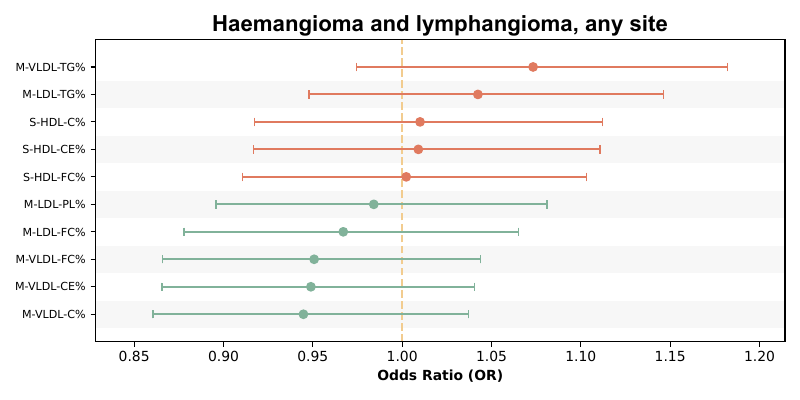 Haemangioma and lymphangioma, any site
M-VLDL-TG%
M-LDL-TG%
S-HDL-C%
S-HDL-CE%
S-HDL-FC%
M-LDL-PL%
M-LDL-FC%
M-VLDL-FC%
M-VLDL-CE%
M-VLDL-C%
0.85 0.90 0.95 1.00 1.05 1.10 1.15 1.20
Odds Ratio (OR)